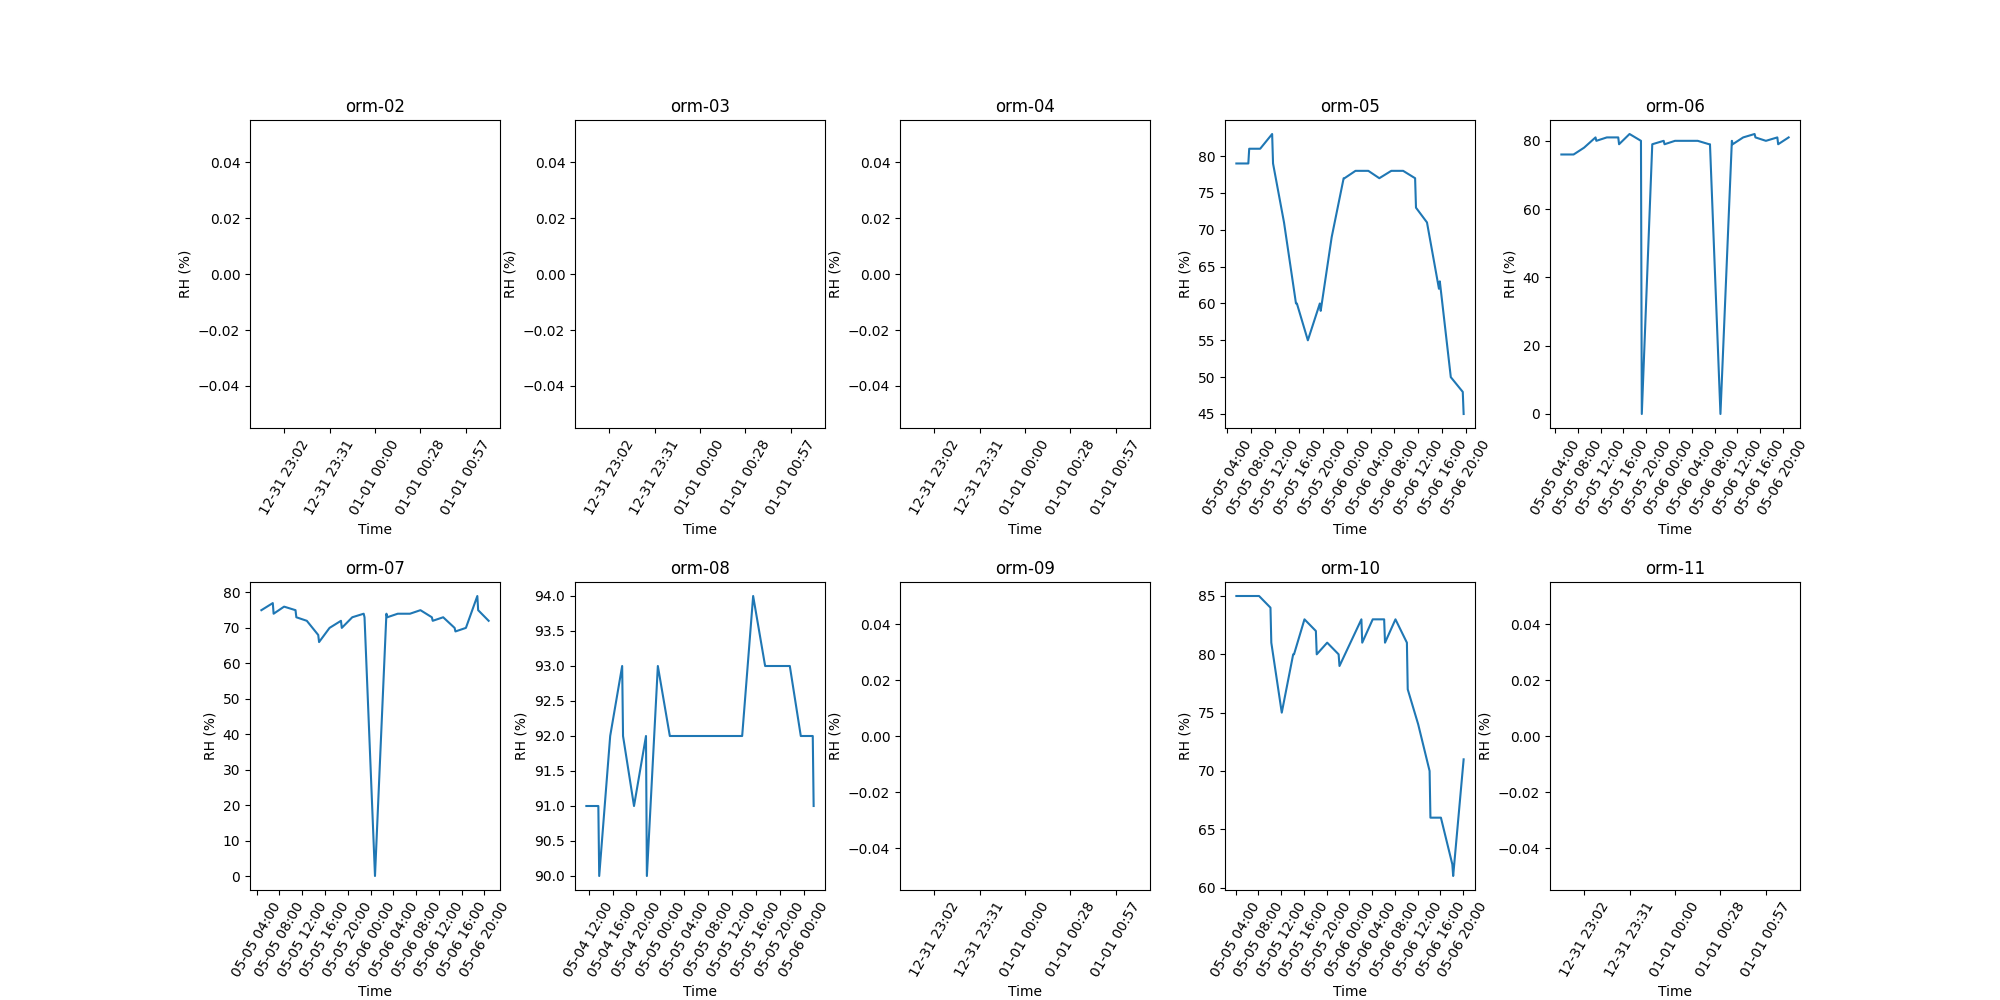 orm-02 orm-03 orm-04 orm-05 orm-06
RH (%) 0.04 0.02 0.00 −0.02 −0.04
12-31 23:02 12-31 23:31 01-01 00:00 01-01 00:28 01-01 00:57
Time
RH (%) 0.04 0.02 0.00 −0.02 −0.04
12-31 23:02 12-31 23:31 01-01 00:00 01-01 00:28 01-01 00:57
Time
RH (%) 0.04 0.02 0.00 −0.02 −0.04
12-31 23:02 12-31 23:31 01-01 00:00 01-01 00:28 01-01 00:57
Time
RH (%) 80 75 70 65 60 55 50 45
05-05 04:00 05-05 08:00 05-05 12:00 05-05 16:00 05-05 20:00 05-06 00:00 05-06 04:00 05-06 08:00 05-06 12:00 05-06 16:00 05-06 20:00
Time
RH (%) 80 60 40 20 0
05-05 04:00 05-05 08:00 05-05 12:00 05-05 16:00 05-05 20:00 05-06 00:00 05-06 04:00 05-06 08:00 05-06 12:00 05-06 16:00 05-06 20:00
Time
orm-07 orm-08 orm-09 orm-10 orm-11
RH (%) 80 70 60 50 40 30 20 10 0
05-05 04:00 05-05 08:00 05-05 12:00 05-05 16:00 05-05 20:00 05-06 00:00 05-06 04:00 05-06 08:00 05-06 12:00 05-06 16:00 05-06 20:00
Time
RH (%) 94.0 93.5 93.0 92.5 92.0 91.5 91.0 90.5 90.0
05-04 12:00 05-04 16:00 05-04 20:00 05-05 00:00 05-05 04:00 05-05 08:00 05-05 12:00 05-05 16:00 05-05 20:00 05-06 00:00
Time
RH (%) 0.04 0.02 0.00 −0.02 −0.04
12-31 23:02 12-31 23:31 01-01 00:00 01-01 00:28 01-01 00:57
Time
RH (%) 85 80 75 70 65 60
05-05 04:00 05-05 08:00 05-05 12:00 05-05 16:00 05-05 20:00 05-06 00:00 05-06 04:00 05-06 08:00 05-06 12:00 05-06 16:00 05-06 20:00
Time
RH (%) 0.04 0.02 0.00 −0.02 −0.04
12-31 23:02 12-31 23:31 01-01 00:00 01-01 00:28 01-01 00:57
Time